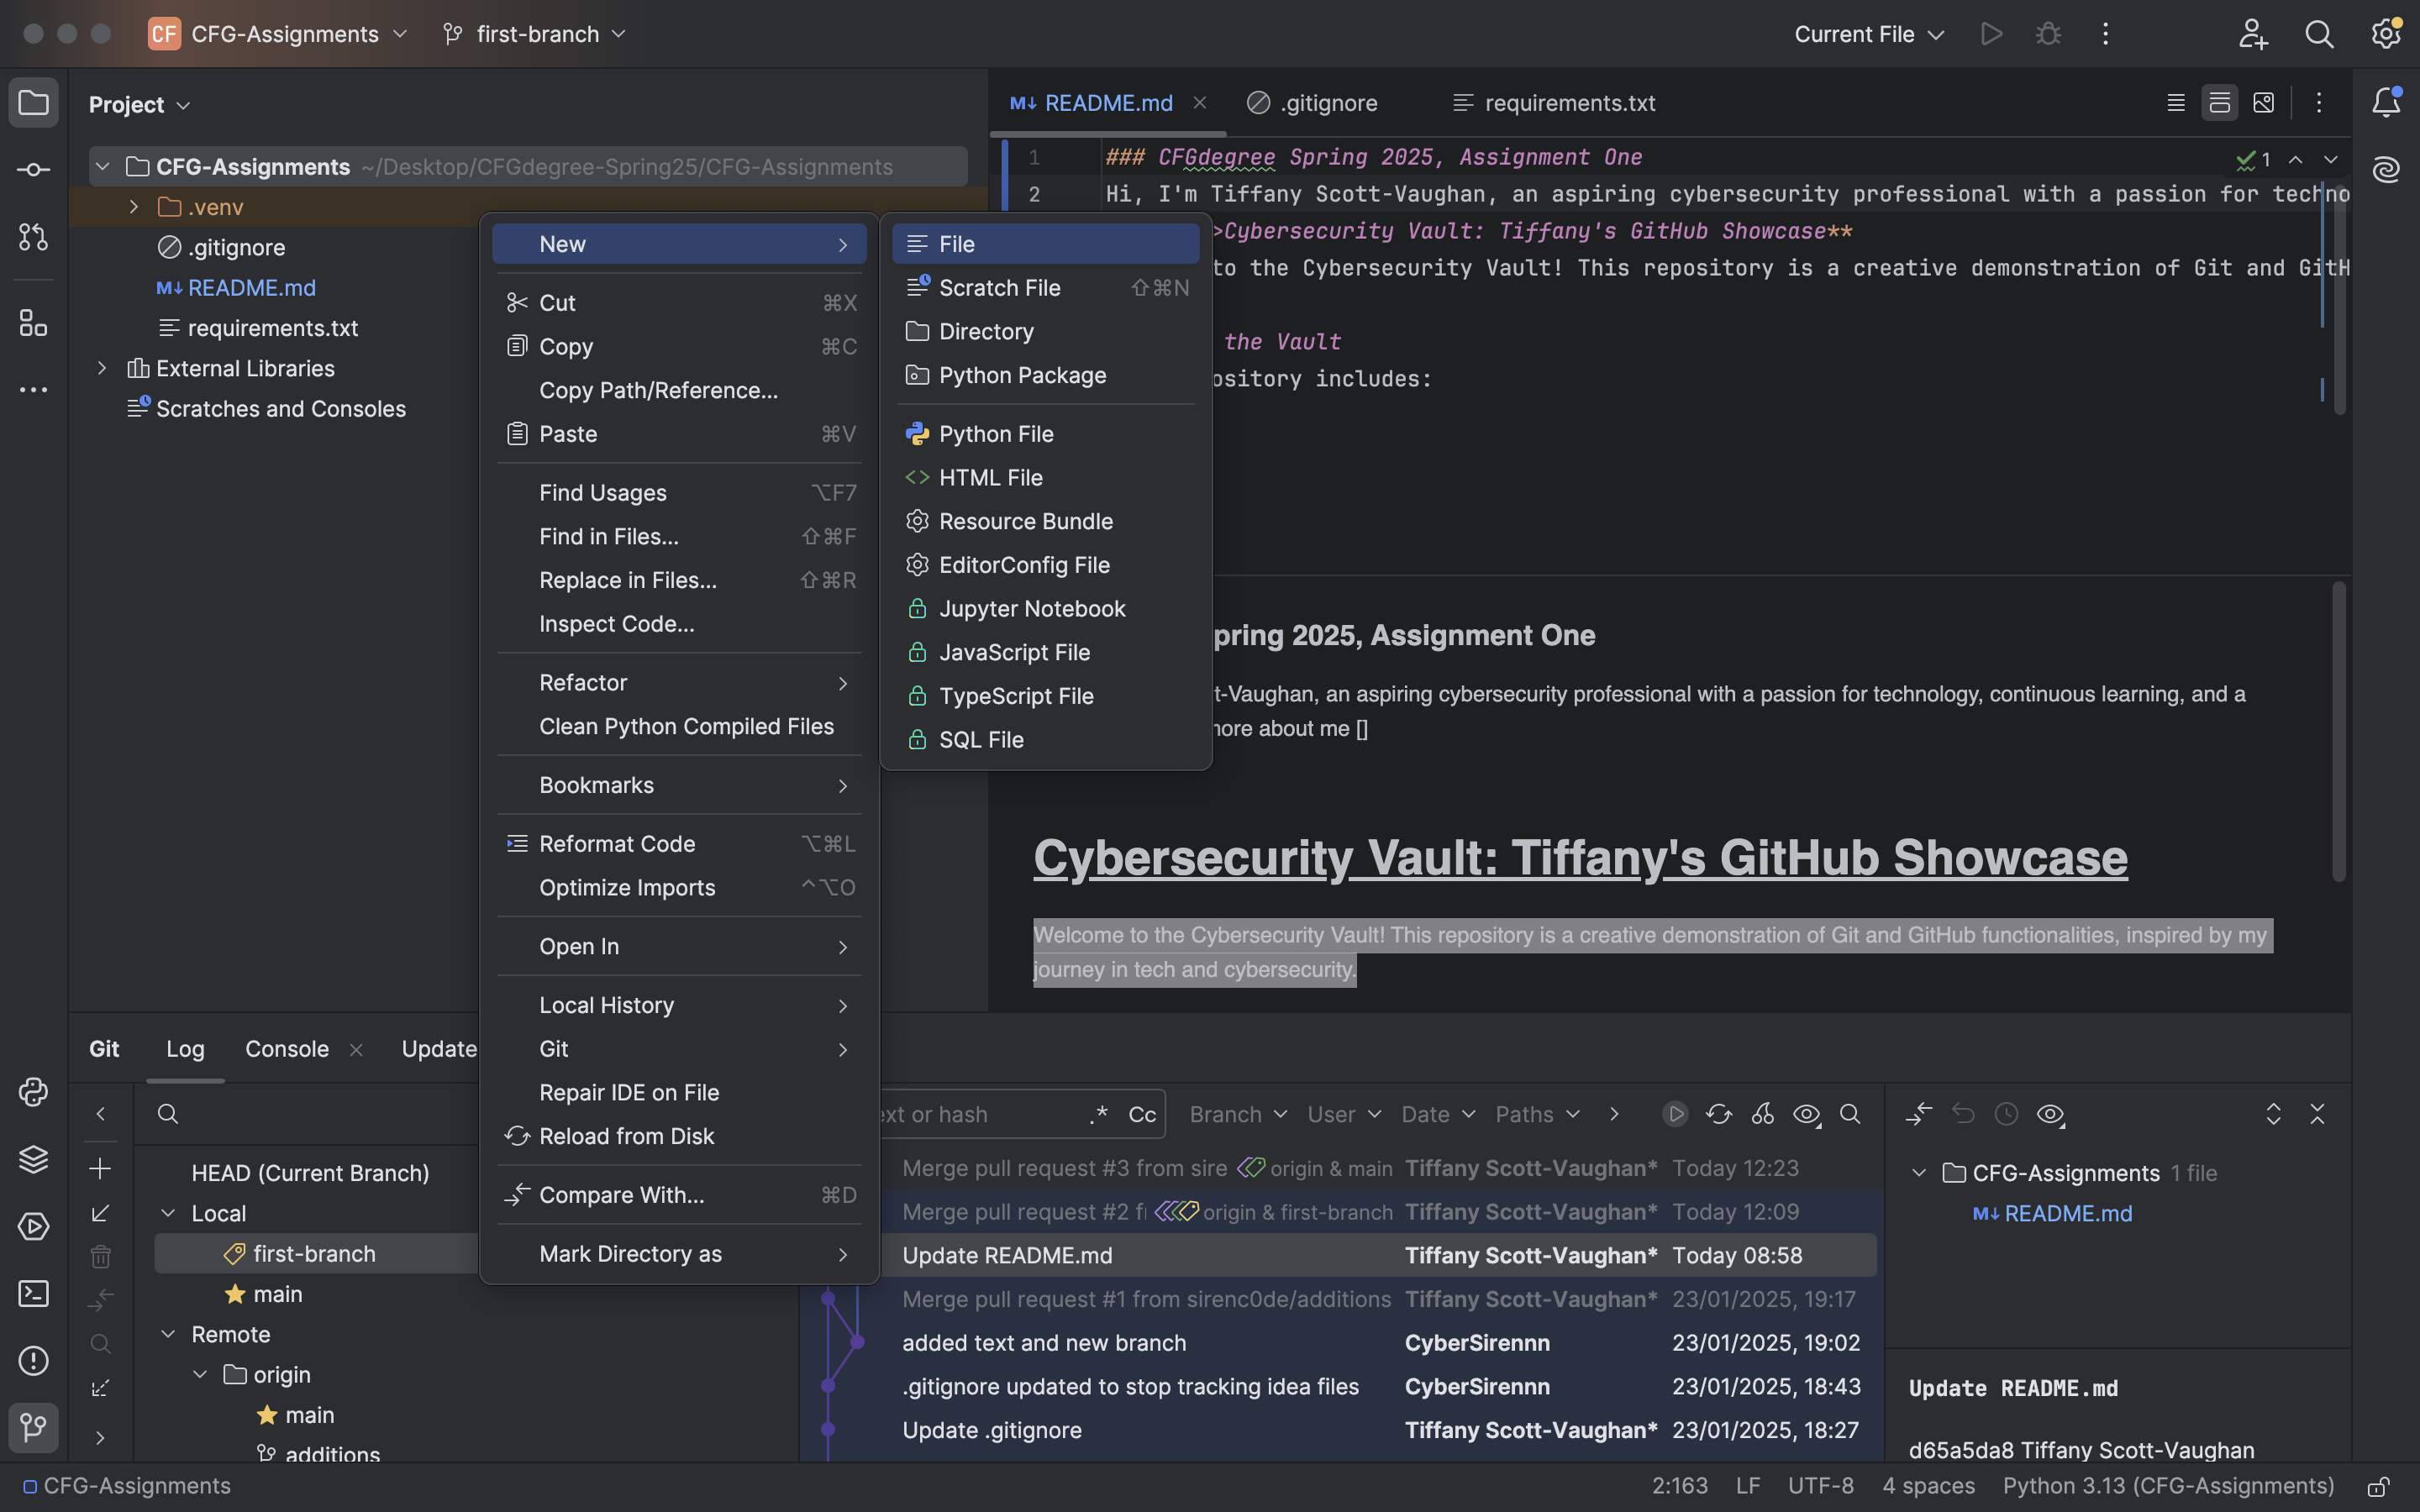 CF CFG-Assignments first-branch Current File
Project
CFG-Assignments ~/Desktop/CFGdegree-Spring25/CFG-Assignments
.venv
.gitignore
M↓ README.md
requirements.txt
External Libraries
Scratches and Consoles
New
Cut ⌘X
Copy ⌘C
Copy Path/Reference...
Paste ⌘V
Find Usages ⌥F7
Find in Files... ⇧⌘F
Replace in Files... ⇧⌘R
Inspect Code...
Refactor
Clean Python Compiled Files
Bookmarks
Reformat Code ⌥⌘L
Optimize Imports ^⌥O
Open In
Local History
Git
Repair IDE on File
Reload from Disk
Compare With... ⌘D
Mark Directory as
File
Scratch File ⇧⌘N
Directory
Python Package
Python File
HTML File
Resource Bundle
EditorConfig File
Jupyter Notebook
JavaScript File
TypeScript File
SQL File
M↓ README.md .gitignore requirements.txt
1 ### CFGdegree Spring 2025, Assignment One
1
2 Hi, I'm Tiffany Scott-Vaughan, an aspiring cybersecurity professional with a passion for techno
>Cybersecurity Vault: Tiffany's GitHub Showcase**
to the Cybersecurity Vault! This repository is a creative demonstration of Git and GitH
the Vault
ository includes:
pring 2025, Assignment One
t-Vaughan, an aspiring cybersecurity professional with a passion for technology, continuous learning, and a
more about me []
Cybersecurity Vault: Tiffany's GitHub Showcase
Welcome to the Cybersecurity Vault! This repository is a creative demonstration of Git and GitHub functionalities, inspired by my
journey in tech and cybersecurity.
Git Log Console Update
HEAD (Current Branch)
Local
first-branch
main
Remote
origin
main
additions
ext or hash .* Cc Branch User Date Paths
Merge pull request #3 from sire origin & main Tiffany Scott-Vaughan* Today 12:23
Merge pull request #2 f origin & first-branch Tiffany Scott-Vaughan* Today 12:09
Update README.md Tiffany Scott-Vaughan* Today 08:58
Merge pull request #1 from sirenc0de/additions Tiffany Scott-Vaughan* 23/01/2025, 19:17
added text and new branch CyberSirennn 23/01/2025, 19:02
.gitignore updated to stop tracking idea files CyberSirennn 23/01/2025, 18:43
Update .gitignore Tiffany Scott-Vaughan* 23/01/2025, 18:27
CFG-Assignments 1 file
M↓ README.md
Update README.md
d65a5da8 Tiffany Scott-Vaughan
CFG-Assignments 2:163 LF UTF-8 4 spaces Python 3.13 (CFG-Assignments)